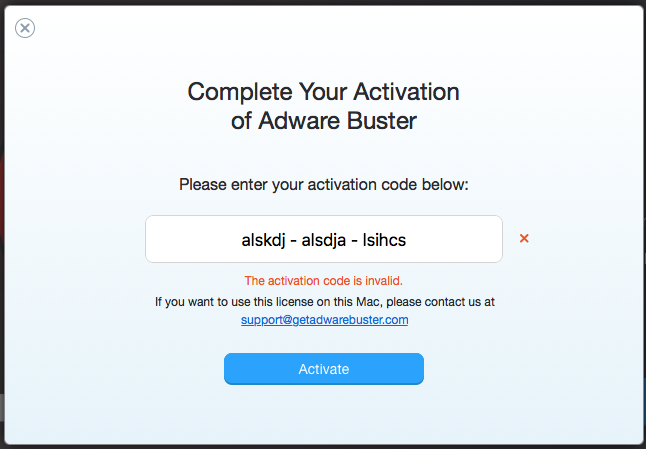 Complete Your Activation
of Adware Buster
Please enter your activation code below:
alskdj - alsdja - lsihcs
The activation code is invalid.
If you want to use this license on this Mac, please contact us at
support@getadwarebuster.com
Activate